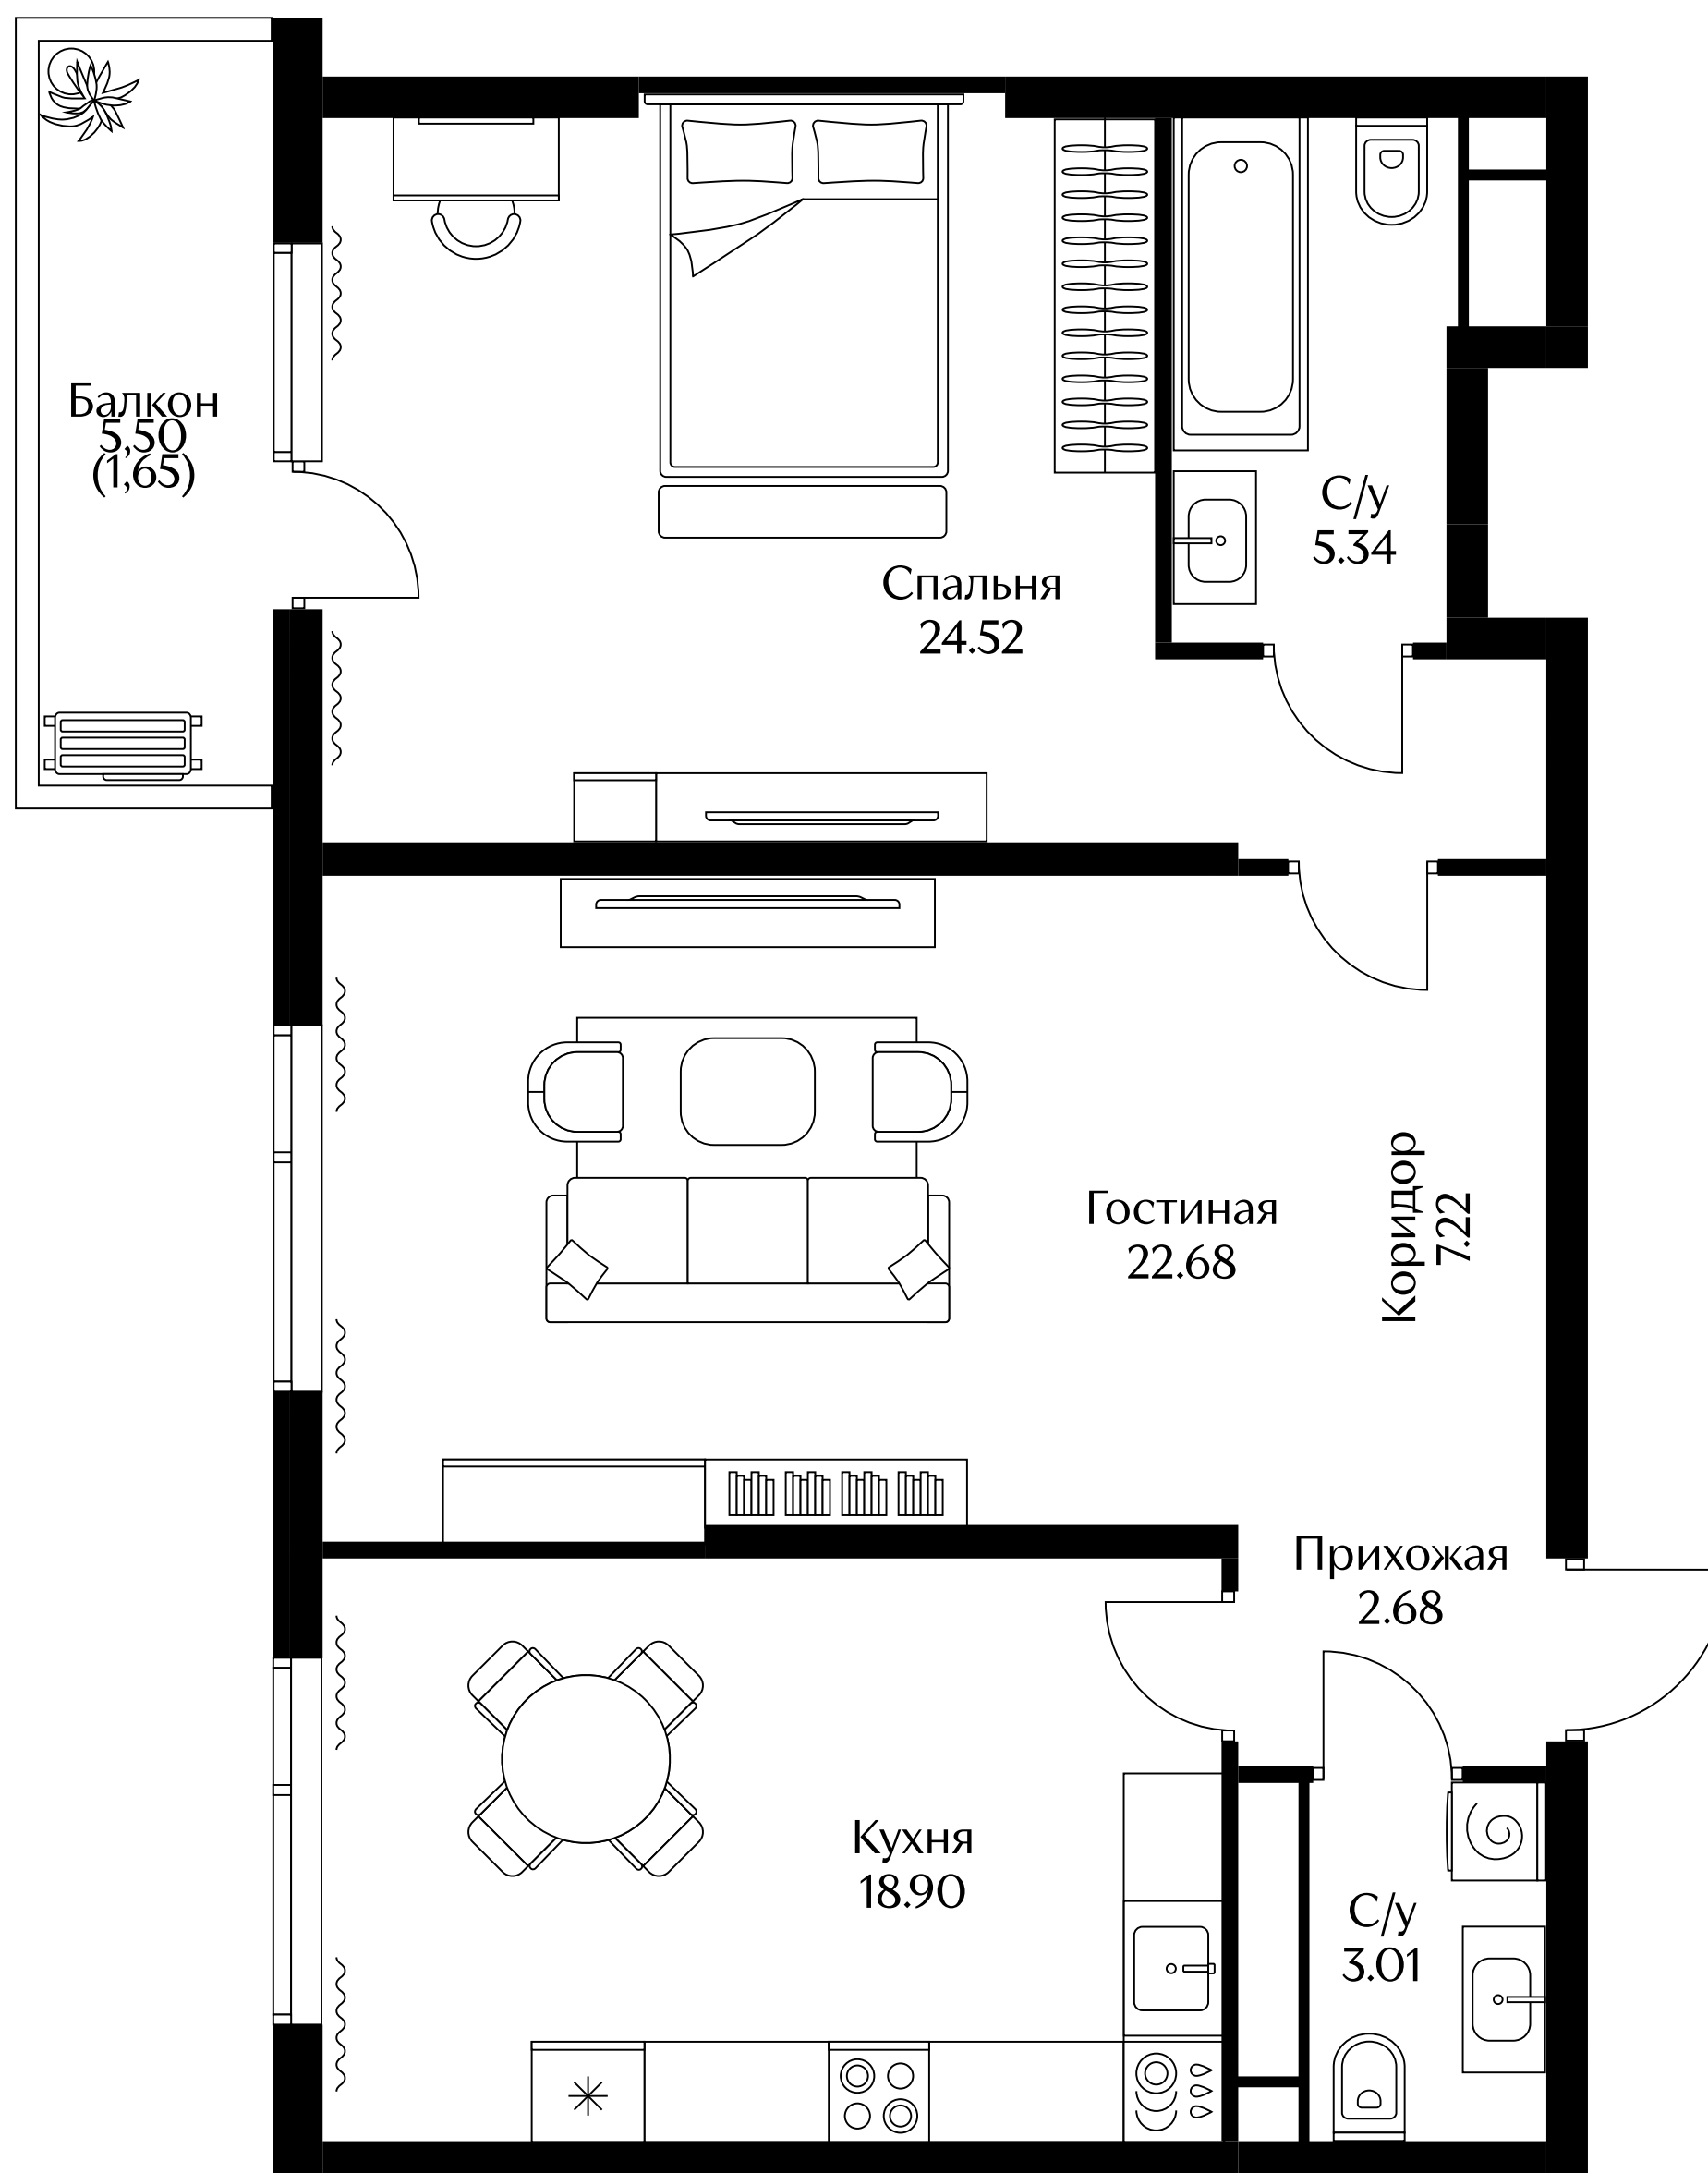 Балкон
5,50
(1,65)
Спальня
24.52
С/у
5.34
Гостиная
22.68
Коридор
7.22
Прихожая
2.68
Кухня
18.90
С/у
3.01